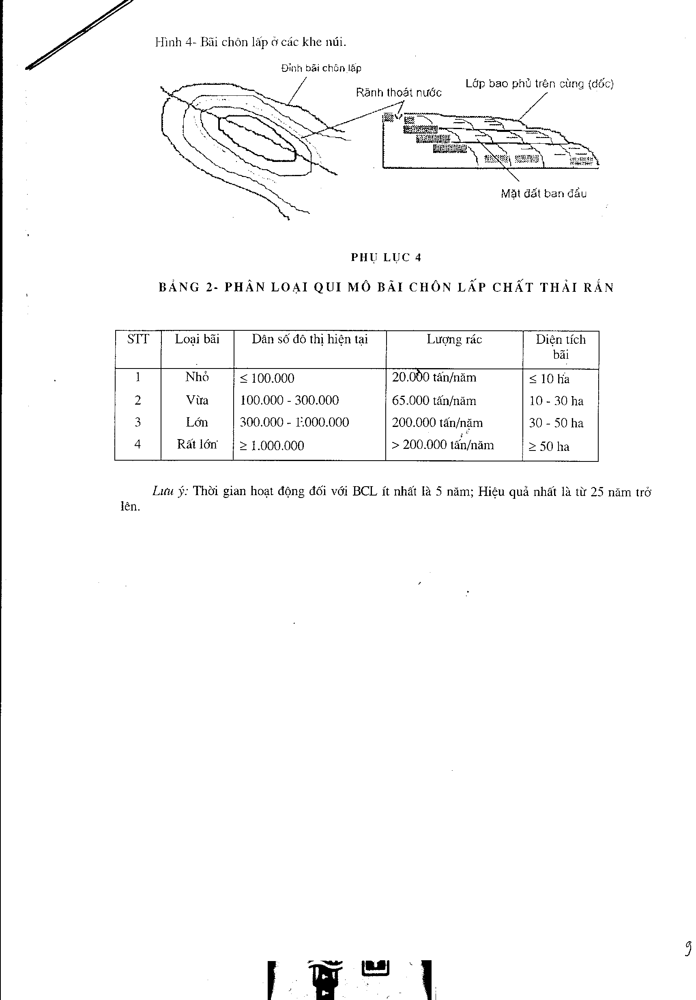 Hình 4- Bãi chôn lấp ở các khe núi.
Đỉnh bãi chôn lấp
Lớp bao phủ trên cùng (dốc)
Rãnh thoát nước
Mặt đất ban đầu
PHỤ LỤC 4
BẢNG 2- PHÂN LOẠI QUI MÔ BÃI CHÔN LẤP CHẤT THẢI RẮN
STT Loại bãi Dân số đô thị hiện tại Lượng rác Diện tích
bãi
1 Nhỏ ≤ 100.000 20.000 tấn/năm ≤ 10 ha
2 Vừa 100.000 - 300.000 65.000 tấn/năm 10 - 30 ha
3 Lớn 300.000 - 1.000.000 200.000 tấn/năm 30 - 50 ha
4 Rất lớn ≥ 1.000.000 > 200.000 tấn/năm ≥ 50 ha
Lưu ý: Thời gian hoạt động đối với BCL ít nhất là 5 năm; Hiệu quả nhất là từ 25 năm trở
lên.
9